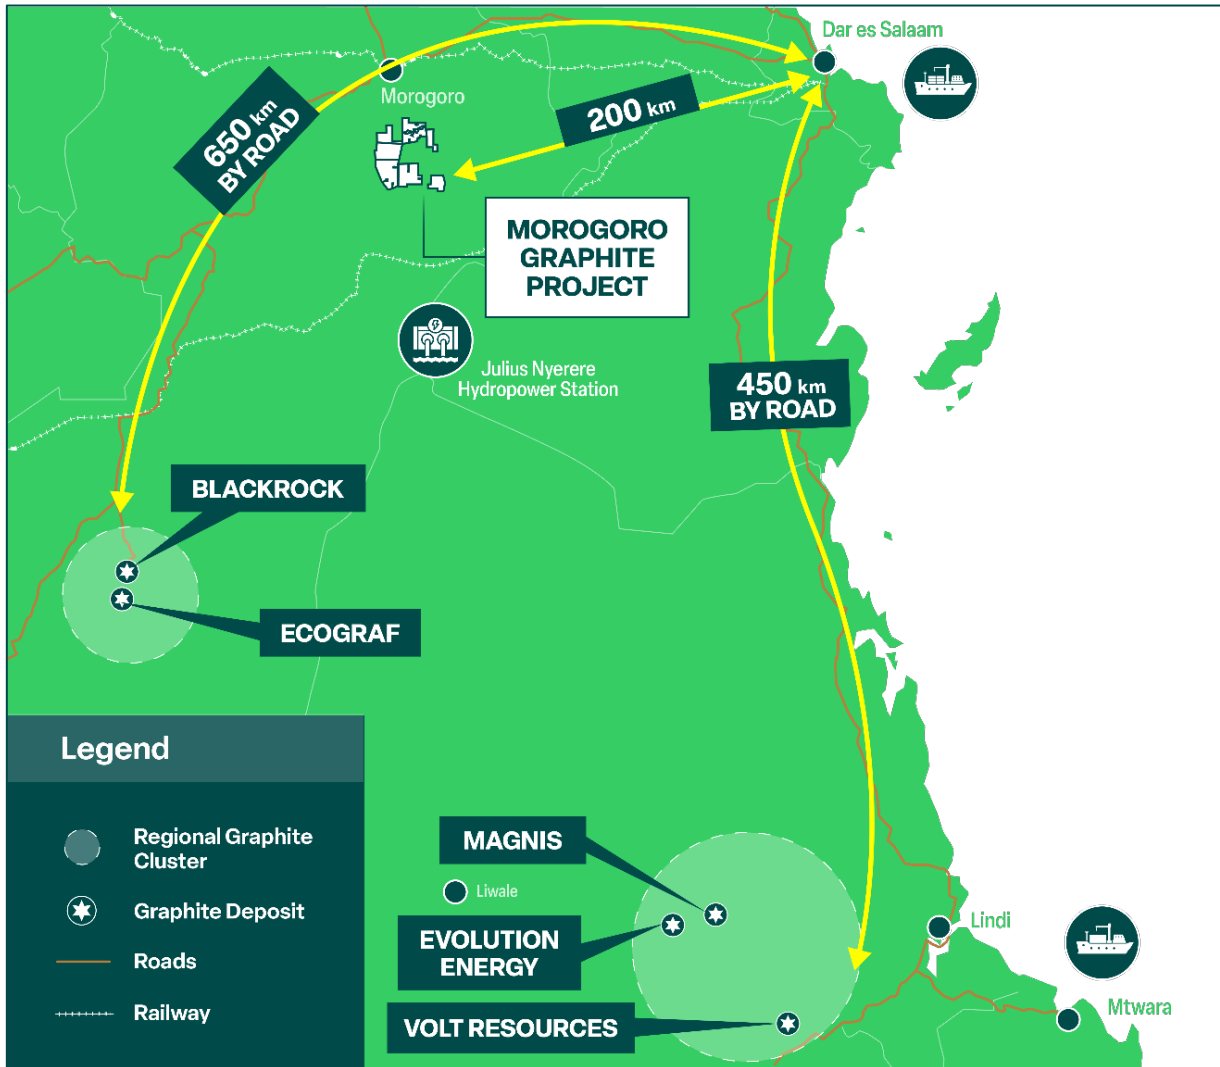 Dar es Salaam
Morogoro
650 km
BY ROAD
200 km
MOROGORO
GRAPHITE
PROJECT
Julius Nyerere
Hydropower Station
450 km
BY ROAD
BLACKROCK
ECOGRAF
Legend
Regional Graphite
Cluster
Graphite Deposit
Roads
Railway
MAGNIS
Liwale
EVOLUTION
ENERGY
VOLT RESOURCES
Lindi
Mtwara